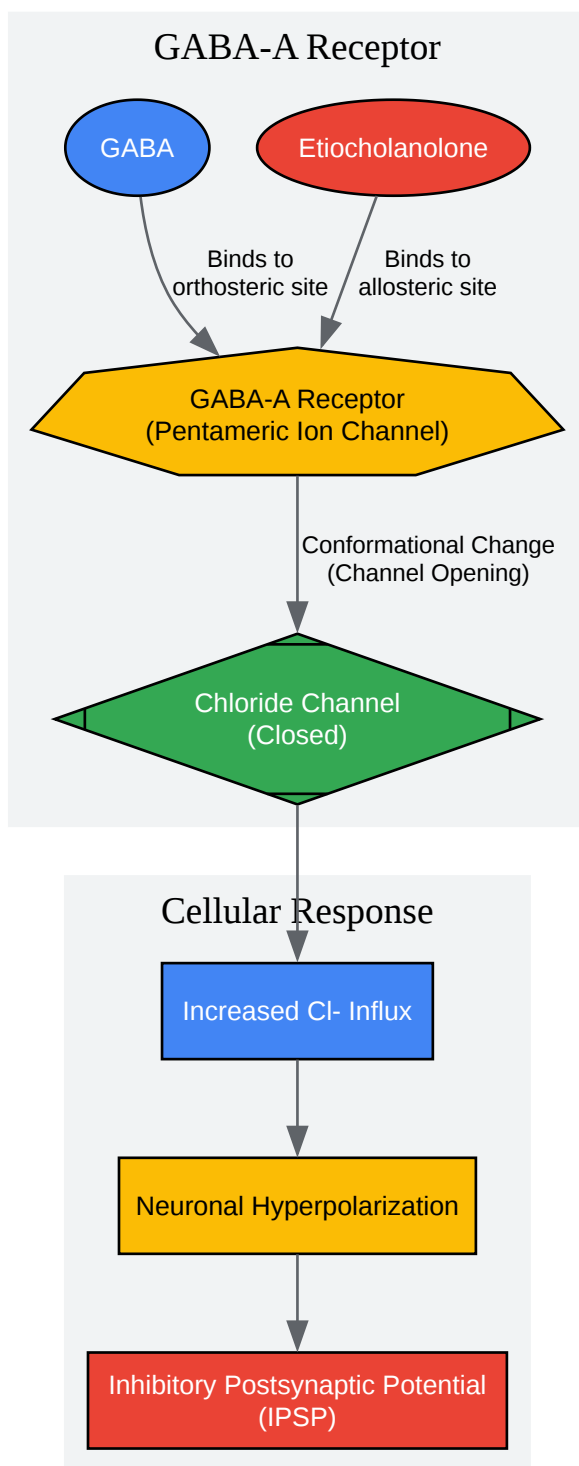 GABA-A Receptor
GABA
Etiocholanolone
Binds to
orthosteric site
Binds to
allosteric site
GABA-A Receptor
(Pentameric Ion Channel)
Conformational Change
(Channel Opening)
Chloride Channel
(Closed)
Cellular Response
Increased Cl- Influx
Neuronal Hyperpolarization
Inhibitory Postsynaptic Potential
(IPSP)